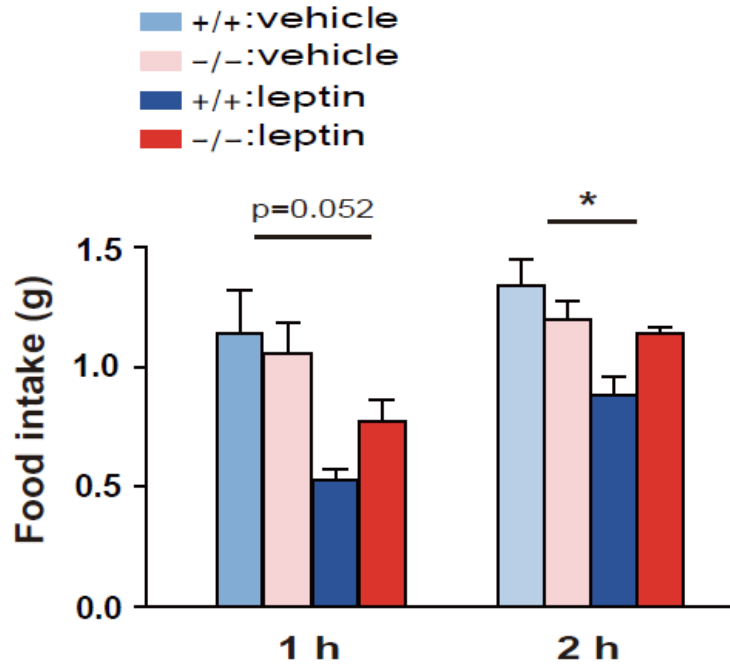 +/+:vehicle
−/−:vehicle
+/+:leptin
−/−:leptin
p=0.052
*
Food intake (g)
1.5
1.0
0.5
0.0
1 h
2 h